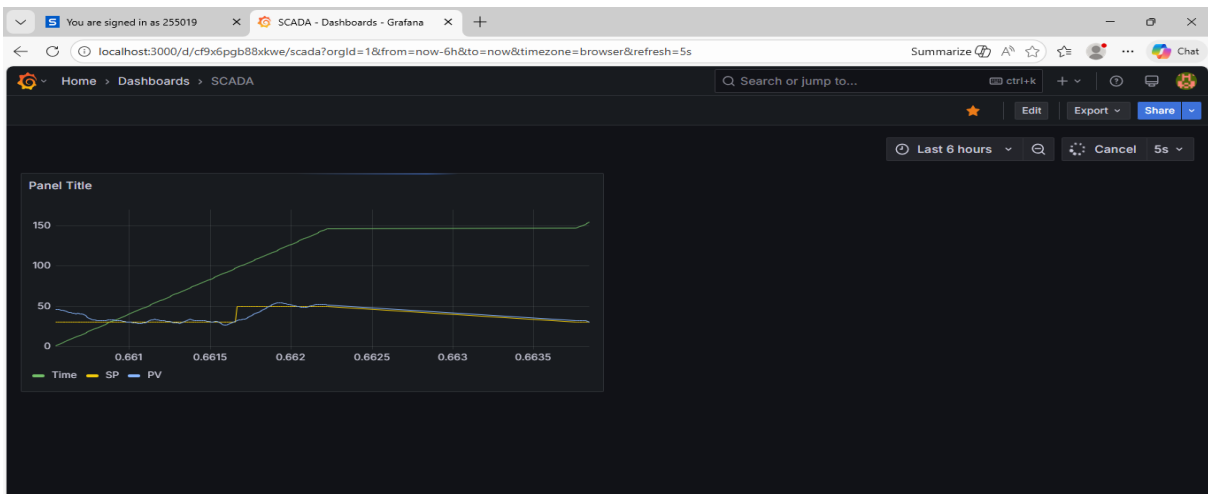 You are signed in as 255019
SCADA - Dashboards - Grafana
localhost:3000/d/cf9x6pgb88xkwe/scada?orgId=1&from=now-6h&to=now&timezone=browser&refresh=5s
Summarize
Chat
Home › Dashboards › SCADA
Search or jump to...
ctrl+k
Edit
Export
Share
Last 6 hours
Cancel
5s
Panel Title
150
100
50
0
0.661 0.6615 0.662 0.6625 0.663 0.6635
Time SP PV